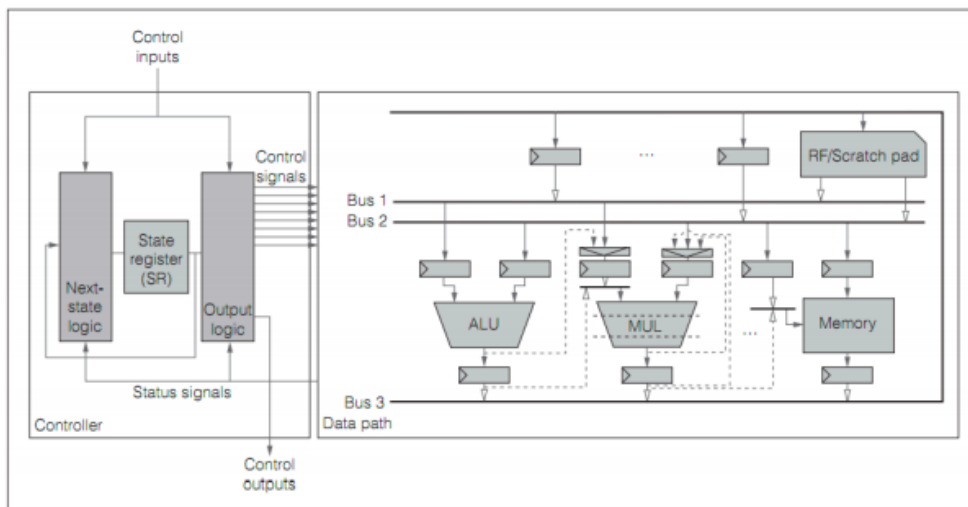 Control
inputs
Control
signals
Next-
state
logic
State
register
(SR)
Output
logic
Status signals
Controller
Control
outputs
...
RF/Scratch pad
Bus 1
Bus 2
ALU
MUL
...
Memory
Bus 3
Data path